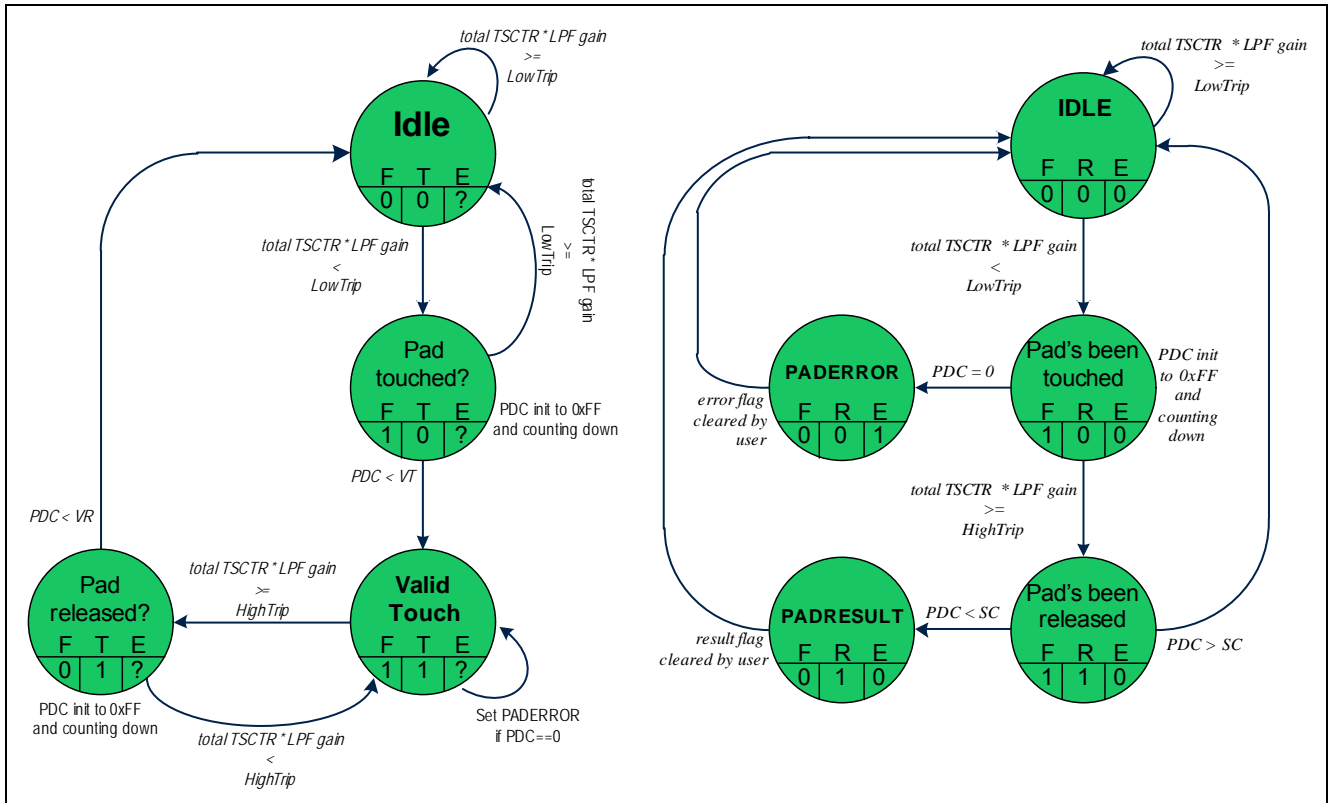 total TSCTR * LPF gain
>=
LowTrip
Idle
F T E
0 0 ?
total TSCTR * LPF gain
<
LowTrip
total TSCTR * LPF gain
>=
LowTrip
Pad
touched?
F T E
1 0 ?
PDC init to 0xFF
and counting down
PDC < VT
PDC < VR
Pad
released?
F T E
0 1 ?
PDC init to 0xFF
and counting down
total TSCTR * LPF gain
>=
HighTrip
Valid
Touch
F T E
1 1 ?
Set PADERROR
if PDC==0
total TSCTR * LPF gain
<
HighTrip
total TSCTR * LPF gain
>=
LowTrip
IDLE
F R E
0 0 0
total TSCTR * LPF gain
<
LowTrip
PADERROR
F R E
0 0 1
error flag
cleared by
user
PDC = 0
Pad's been
touched
F R E
1 0 0
PDC init
to 0xFF
and
counting
down
total TSCTR * LPF gain
>=
HighTrip
PADRESULT
F R E
0 1 0
result flag
cleared by user
PDC < SC
Pad's been
released
F R E
1 1 0
PDC > SC